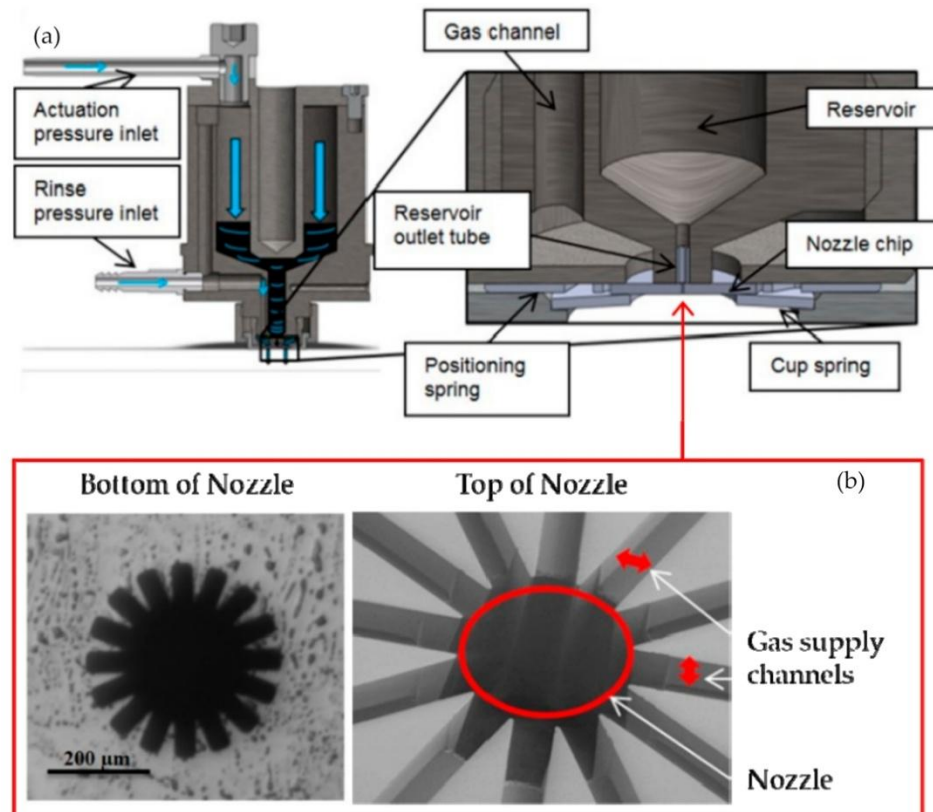 (a)
Actuation
pressure inlet
Rinse
pressure inlet
Gas channel
Reservoir
Reservoir
outlet tube
Nozzle chip
Positioning
spring
Cup spring
(b)
Bottom of Nozzle
Top of Nozzle
200 µm
Gas supply
channels
Nozzle